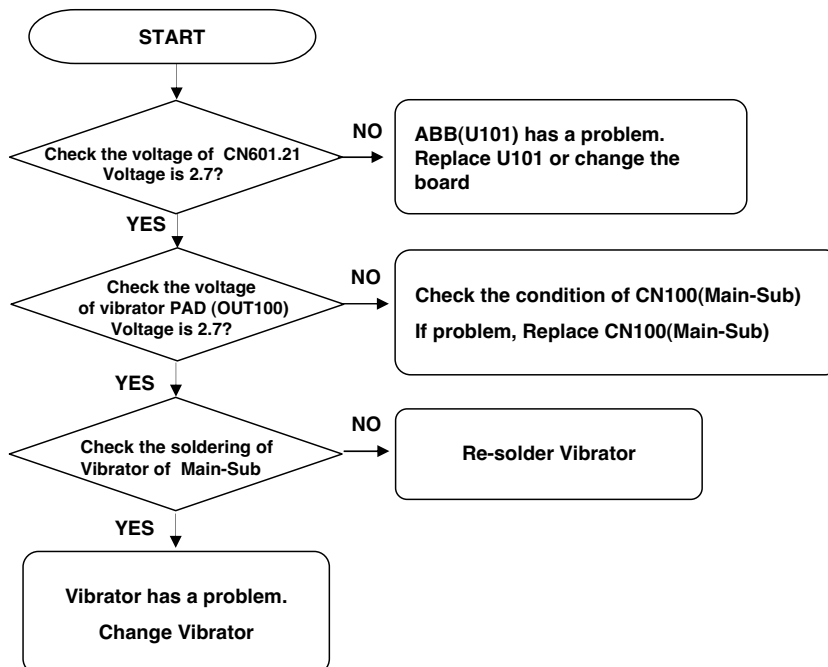 START
Check the voltage of CN601.21
Voltage is 2.7?
NO
ABB(U101) has a problem.
Replace U101 or change the
board
YES
Check the voltage
of vibrator PAD (OUT100)
Voltage is 2.7?
NO
Check the condition of CN100(Main-Sub)
If problem, Replace CN100(Main-Sub)
YES
Check the soldering of
Vibrator of Main-Sub
NO
Re-solder Vibrator
YES
Vibrator has a problem.
Change Vibrator